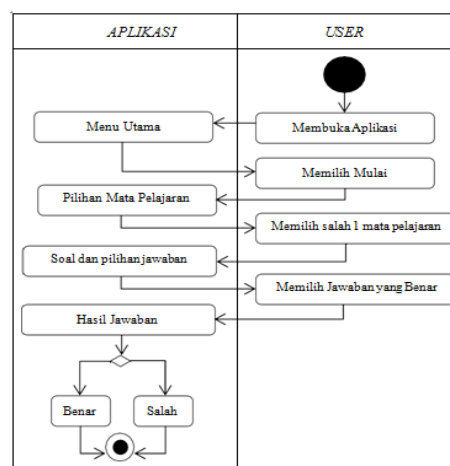 APLIKASI
USER
Membuka Aplikasi
Menu Utama
Memilih Mulai
Pilihan Mata Pelajaran
Memilih salah 1 mata pelajaran
Soal dan pilihan jawaban
Memilih Jawaban yang Benar
Hasil Jawaban
Benar
Salah